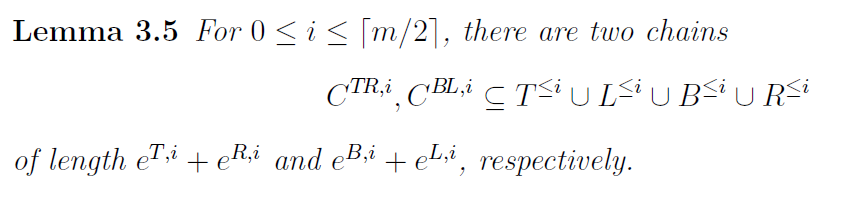 Lemma 3.5 For 0 ≤ i ≤ ⌈m/2⌉, there are two chains
C^{TR,i}, C^{BL,i} ⊆ T^{≤i} ∪ L^{≤i} ∪ B^{≤i} ∪ R^{≤i}
of length e^{T,i} + e^{R,i} and e^{B,i} + e^{L,i}, respectively.